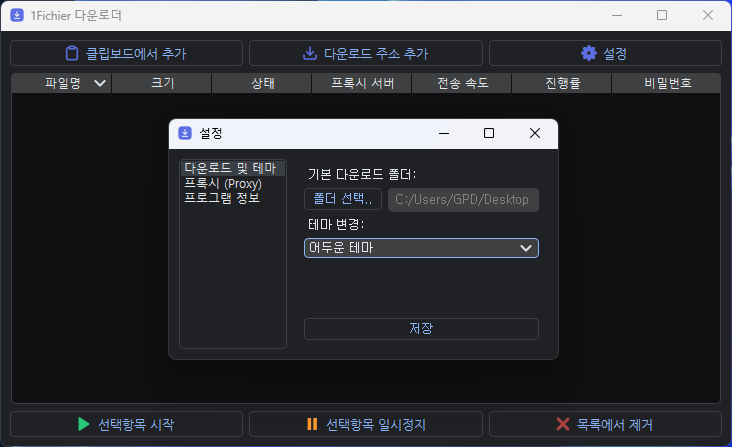 1Fichier 다운로더
클립보드에서 추가
다운로드 주소 추가
설정
파일명
크기
상태
프록시 서버
전송 속도
진행률
비밀번호
설정
다운로드 및 테마
프록시 (Proxy)
프로그램 정보
기본 다운로드 폴더:
폴더 선택..
C:/Users/GPD/Desktop
테마 변경:
어두운 테마
저장
선택항목 시작
선택항목 일시정지
목록에서 제거